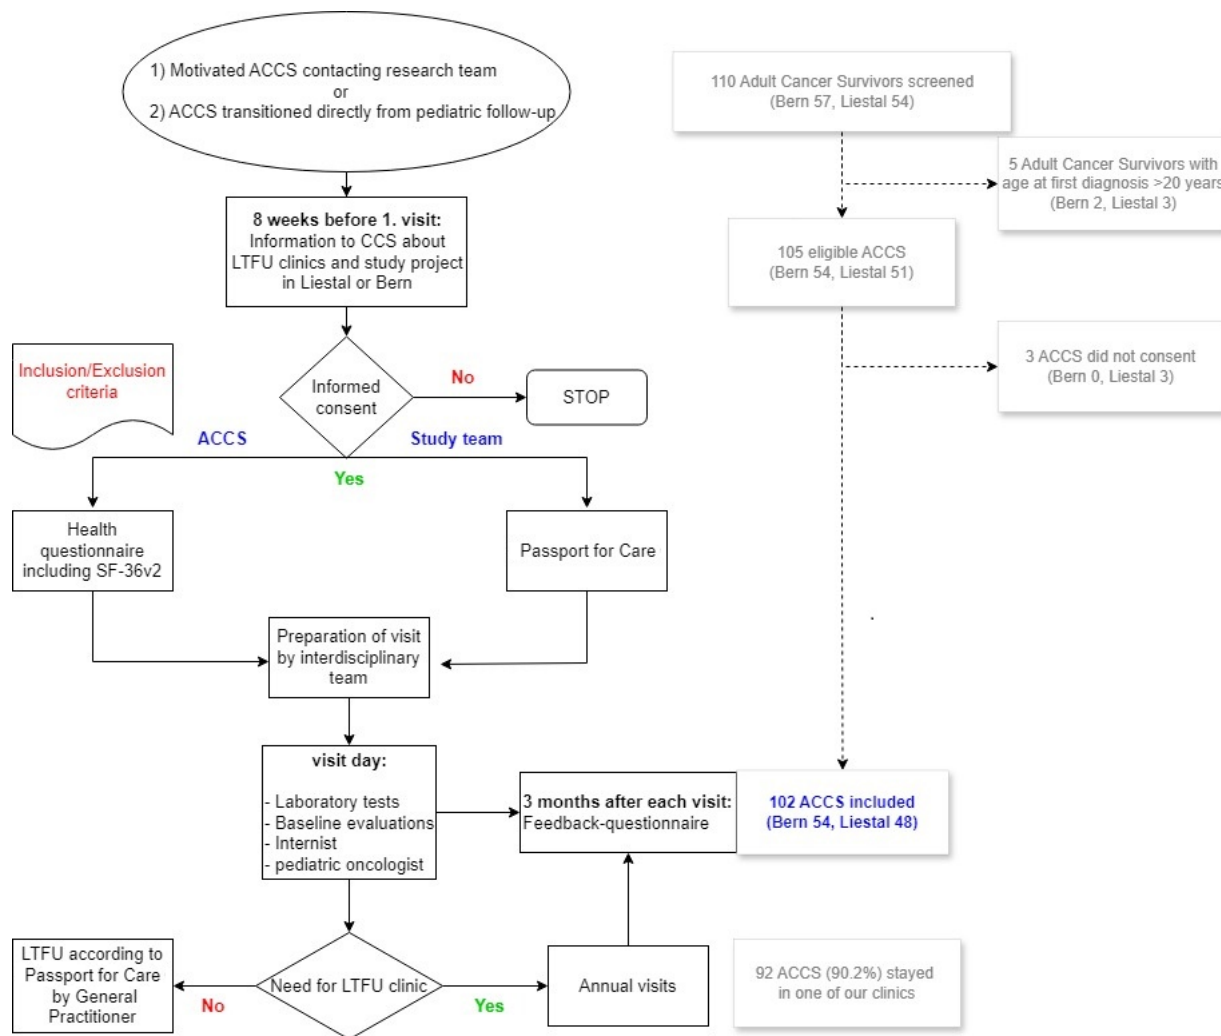 1) Motivated ACCS contacting research team
or
2) ACCS transitioned directly from pediatric follow-up
8 weeks before 1. visit:
Information to CCS about
LTFU clinics and study project
in Liestal or Bern
Inclusion/Exclusion
criteria
Informed
consent
No
STOP
ACCS
Study team
Yes
Health
questionnaire
including SF-36v2
Passport for Care
Preparation of visit
by interdisciplinary
team
visit day:
- Laboratory tests
- Baseline evaluations
- Internist
- pediatric oncologist
3 months after each visit:
Feedback-questionnaire
LTFU according to
Passport for Care
by General
Practitioner
No
Need for LTFU clinic
Yes
Annual visits
110 Adult Cancer Survivors screened
(Bern 57, Liestal 54)
5 Adult Cancer Survivors with
age at first diagnosis >20 years
(Bern 2, Liestal 3)
105 eligible ACCS
(Bern 54, Liestal 51)
3 ACCS did not consent
(Bern 0, Liestal 3)
102 ACCS included
(Bern 54, Liestal 48)
92 ACCS (90.2%) stayed
in one of our clinics